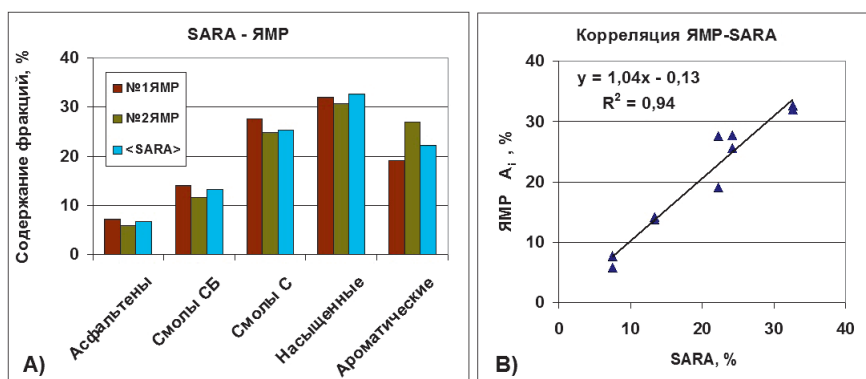 SARA - ЯМР
Содержание фракций, %
40
30
20
10
0
№1ЯМР
№2ЯМР
<SARA>
Асфальтены
Смолы СБ
Смолы С
Насыщенные
Ароматические
А)
Корреляция ЯМР-SARA
y = 1,04x - 0,13
R² = 0,94
ЯМР Ai , %
40
30
20
10
0
0 10 20 30 40
SARA, %
В)